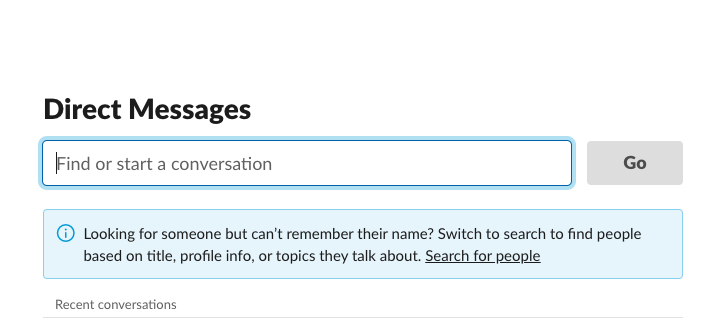 Direct Messages
Find or start a conversation
Go
Looking for someone but can’t remember their name? Switch to search to find people
based on title, profile info, or topics they talk about. Search for people
Recent conversations